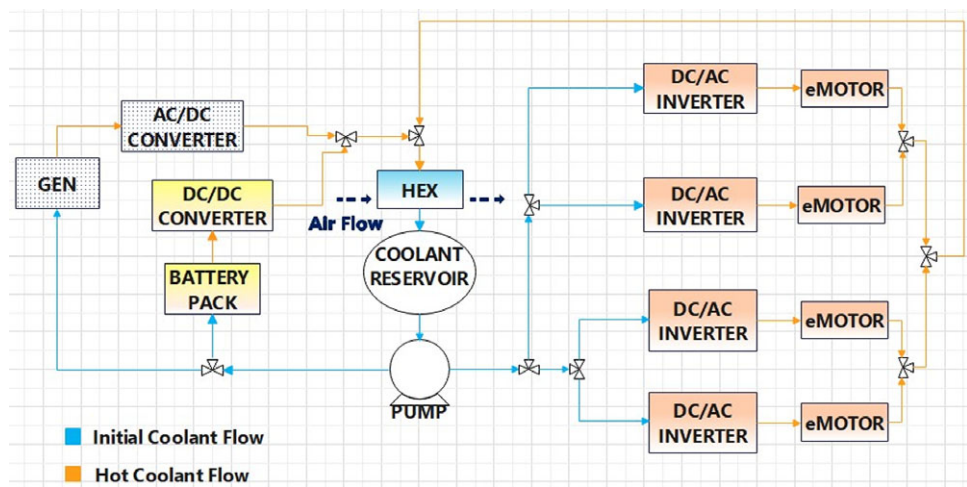 DC/AC
INVERTER
eMOTOR
AC/DC
CONVERTER
GEN
DC/DC
CONVERTER
HEX
Air Flow
DC/AC
INVERTER
eMOTOR
COOLANT
RESERVOIR
BATTERY
PACK
DC/AC
INVERTER
eMOTOR
PUMP
DC/AC
INVERTER
eMOTOR
Initial Coolant Flow
Hot Coolant Flow